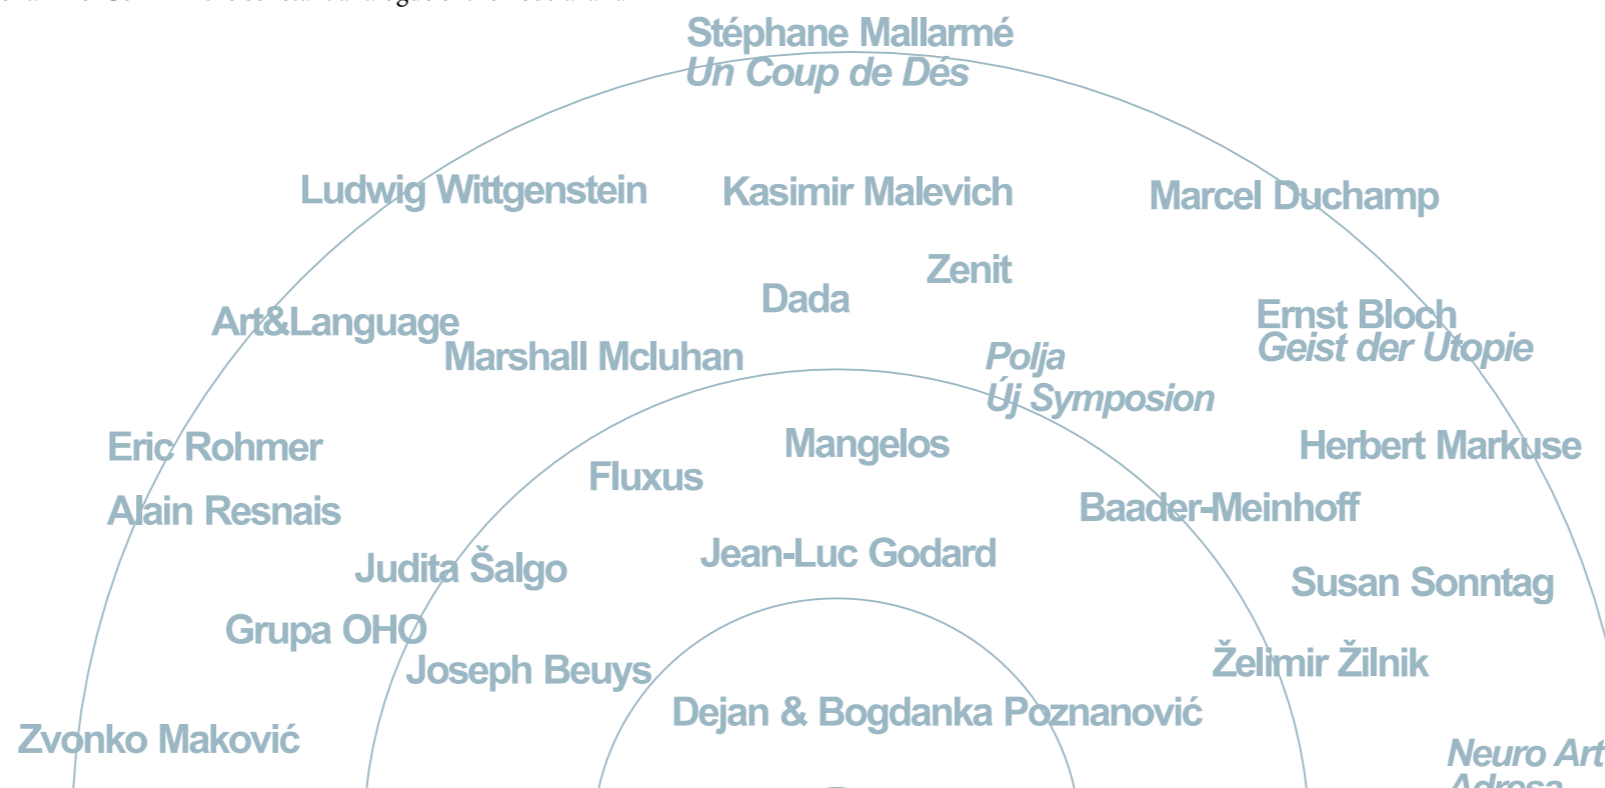 Stéphane Mallarmé
Un Coup de Dés
Ludwig Wittgenstein
Kasimir Malevich
Marcel Duchamp
Zenit
Dada
Art&Language
Ernst Bloch
Geist der Utopie
Marshall Mcluhan
Polja
Új Symposion
Eric Rohmer
Mangelos
Herbert Markuse
Fluxus
Alain Resnais
Baader-Meinhoff
Jean-Luc Godard
Judita Šalgo
Susan Sonntag
Grupa OHO
Joseph Beuys
Želimir Žilnik
Dejan & Bogdanka Poznanović
Zvonko Maković
Neuro Art
Adresa